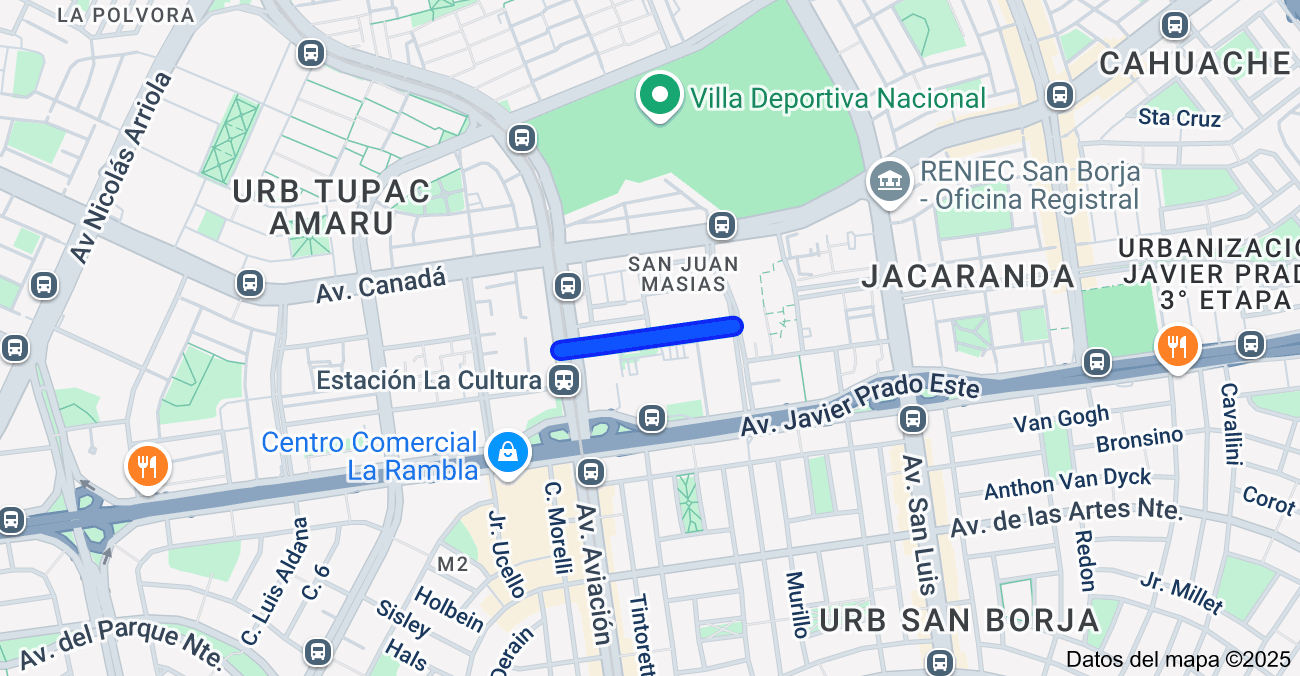 LA POLVORA
CAHUACHE
Villa Deportiva Nacional
Sta Cruz
Av Nicolás Arriola
RENIEC San Borja
- Oficina Registral
URB TUPAC
AMARU
URBANIZACIO
JAVIER PRAD
3° ETAPA
SAN JUAN
MASIAS
JACARANDA
Av. Canadá
Estación La Cultura
Av. Javier Prado Este
Cavallini
Van Gogh
Bronsino
Centro Comercial
La Rambla
Anthon Van Dyck
Corot
Av. de las Artes Nte.
C. Morelli
Av. Aviación
Av. San Luis
Jr. Ucello
C. Luis Aldana
C. 6
M2
Redon
Jr. Millet
Holbein
Sisley
Hals
Derain
Tintorett
Murillo
URB SAN BORJA
Av. del Parque Nte.
Datos del mapa ©2025